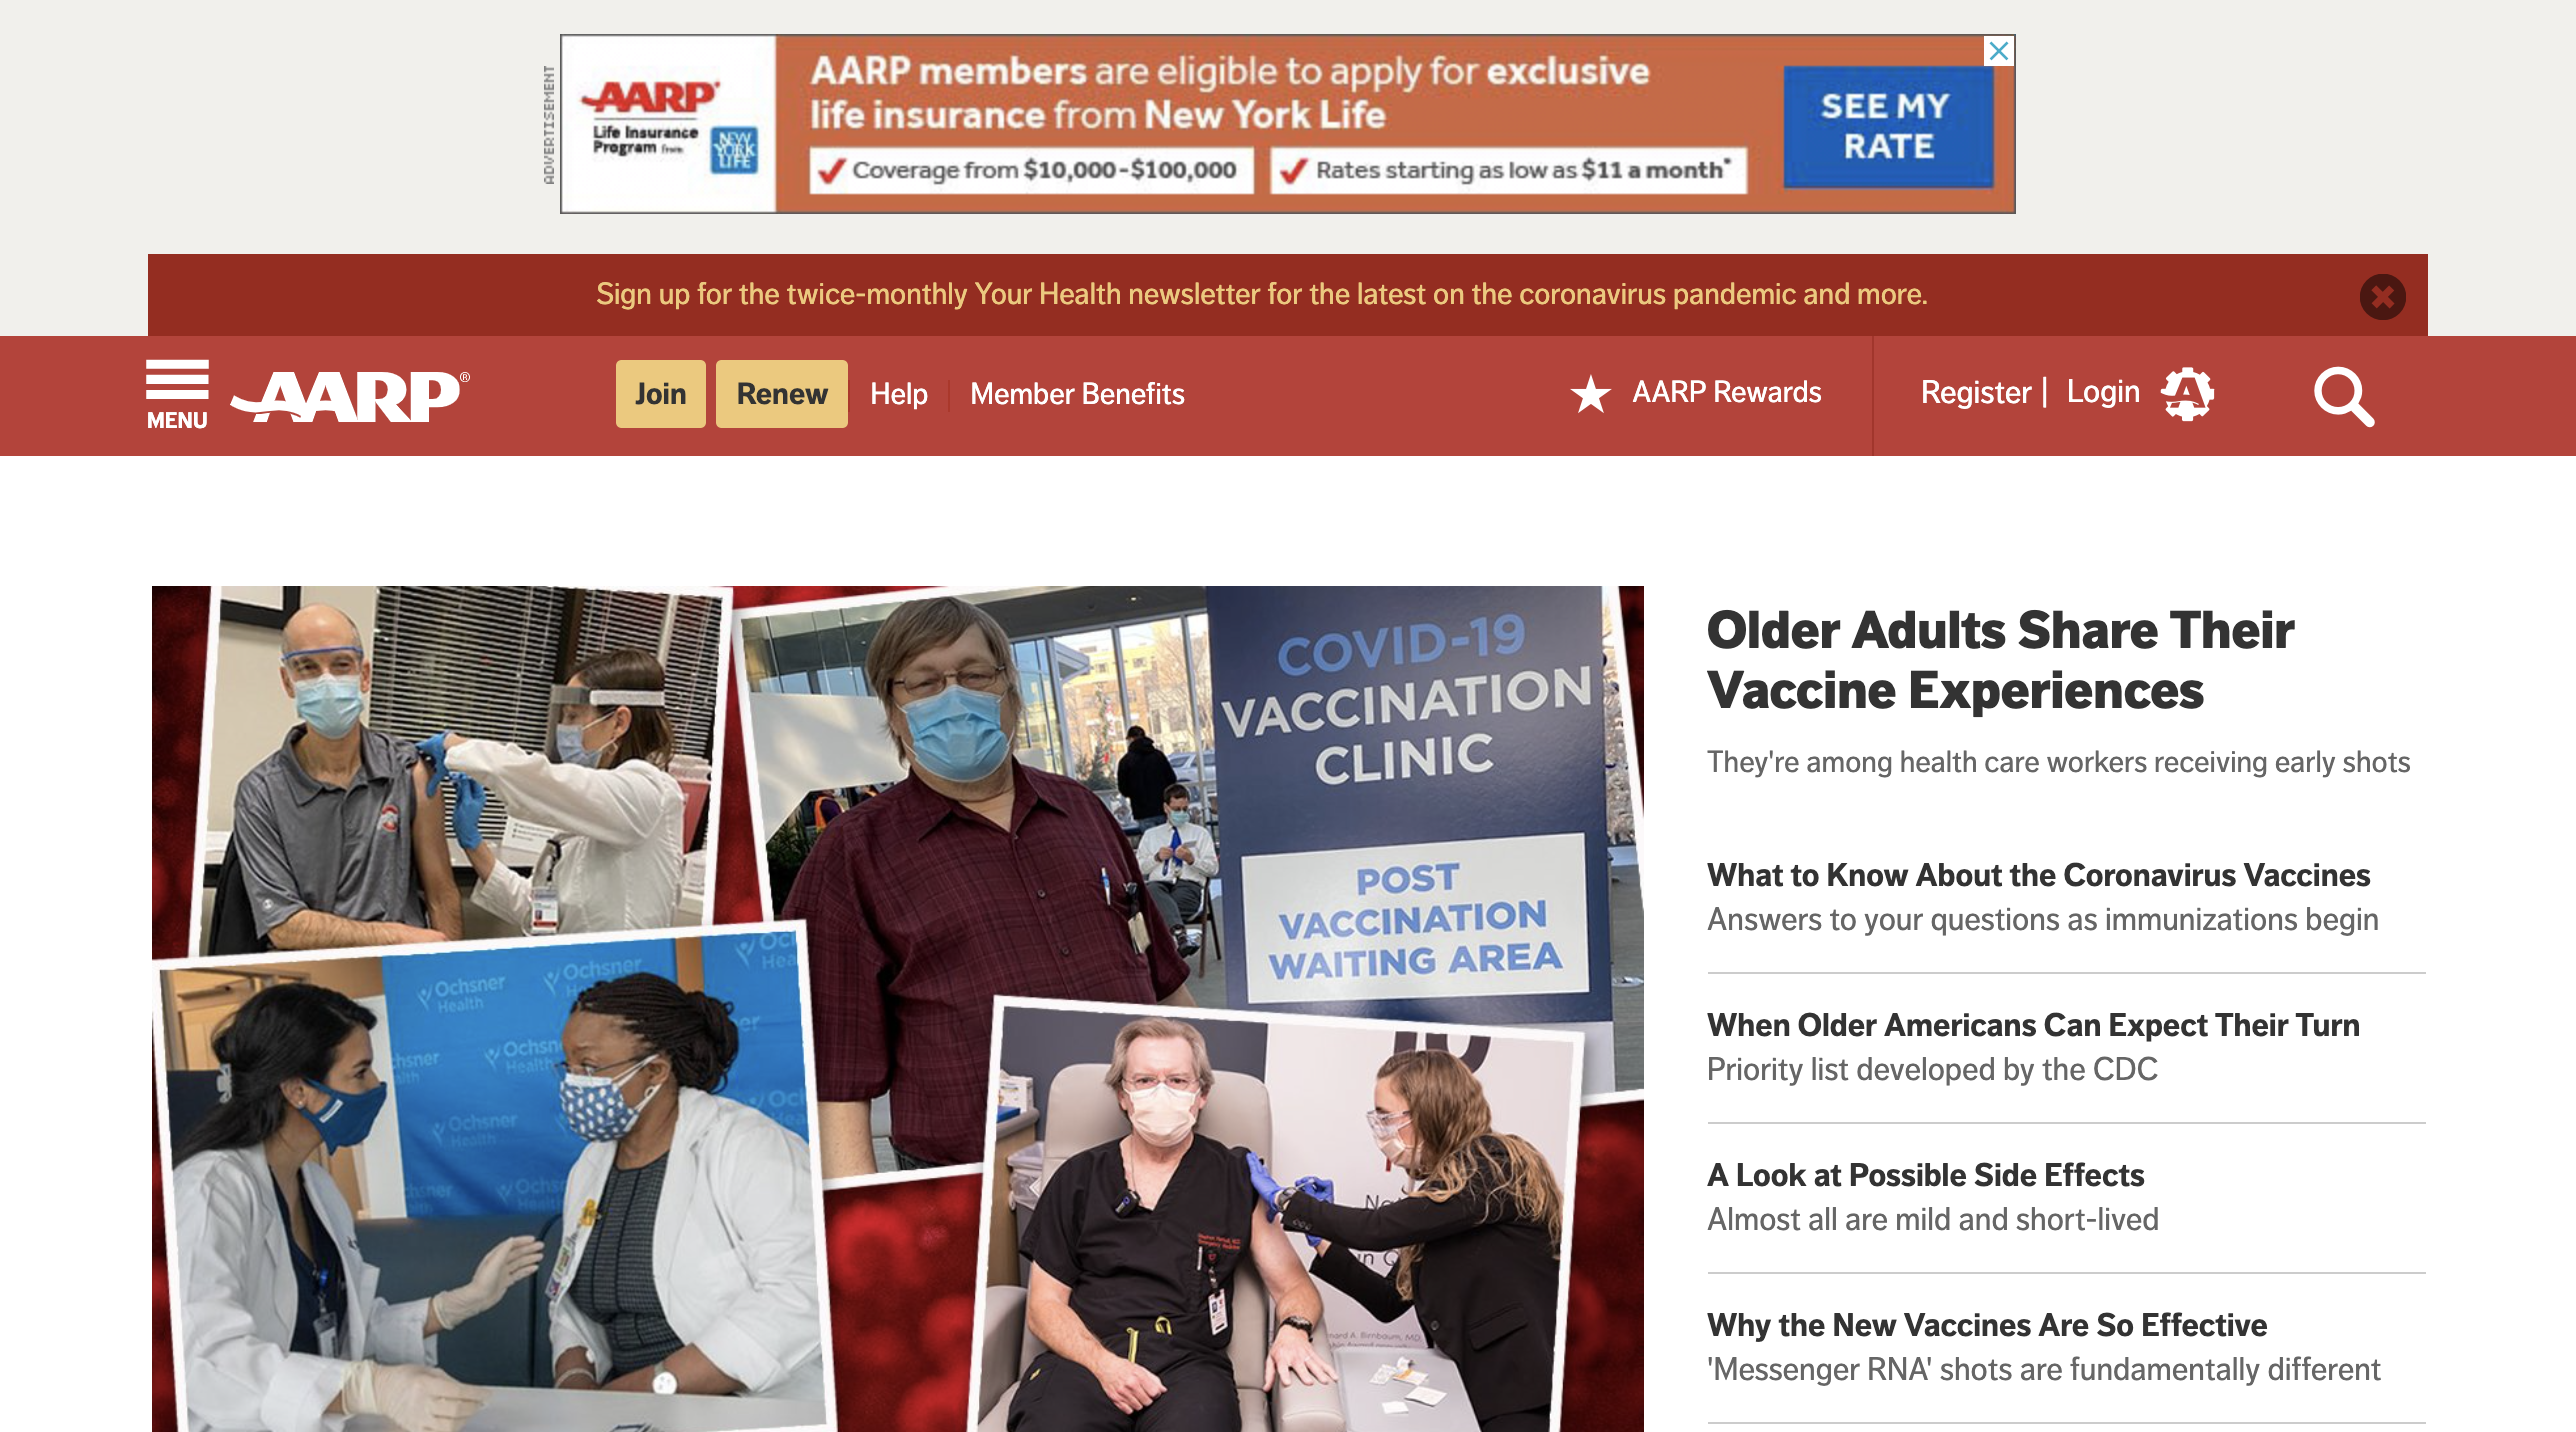 ADVERTISEMENT
AARP
Life Insurance
Program from
NEW
YORK
LIFE
AARP members are eligible to apply for exclusive
life insurance from New York Life
Coverage from $10,000-$100,000
Rates starting as low as $11 a month*
SEE MY
RATE
Sign up for the twice-monthly Your Health newsletter for the latest on the coronavirus pandemic and more.
MENU
AARP®
Join
Renew
Help
Member Benefits
AARP Rewards
Register |
Login
COVID-19
VACCINATION
CLINIC
POST
VACCINATION
WAITING AREA
Ochsner
Health
Ochsner
Ochsner
Health
Older Adults Share Their
Vaccine Experiences
They're among health care workers receiving early shots
What to Know About the Coronavirus Vaccines
Answers to your questions as immunizations begin
When Older Americans Can Expect Their Turn
Priority list developed by the CDC
A Look at Possible Side Effects
Almost all are mild and short-lived
Why the New Vaccines Are So Effective
'Messenger RNA' shots are fundamentally different